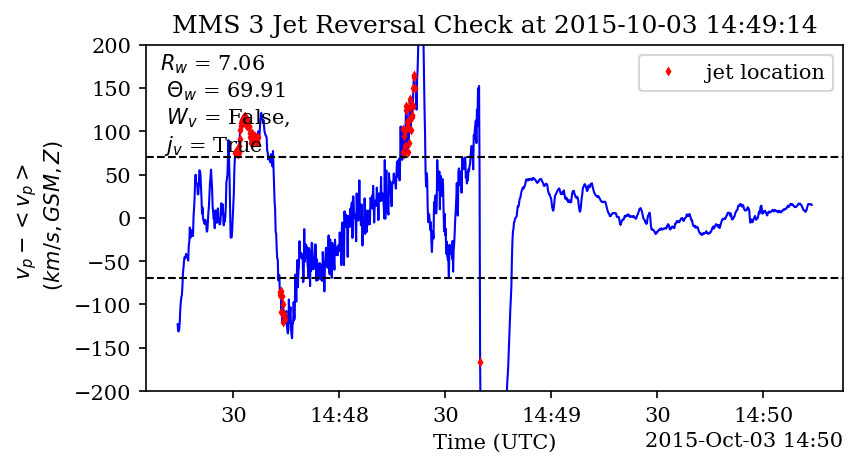 MMS 3 Jet Reversal Check at 2015-10-03 14:49:14
R_w = 7.06
Θ_w = 69.91
W_v = False,
j_v = True
jet location
v_p − < v_p >
(km/s, GSM, Z)
200
150
100
50
0
−50
−100
−150
−200
30
14:48
30
14:49
30
14:50
Time (UTC)
2015-Oct-03 14:50